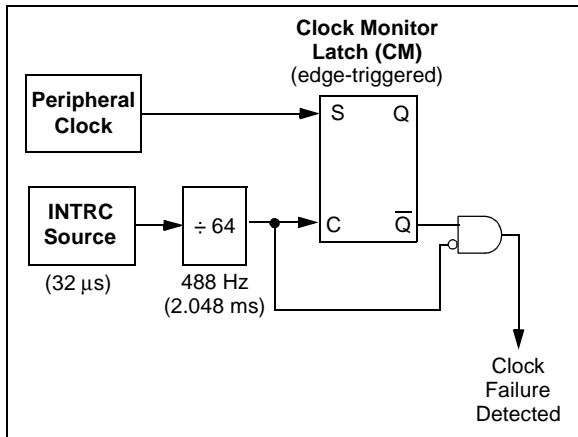 Clock Monitor
Latch (CM)
(edge-triggered)
Peripheral
Clock
S
Q
INTRC
Source
÷ 64
C
Q̅
(32 μs)
488 Hz
(2.048 ms)
Clock
Failure
Detected